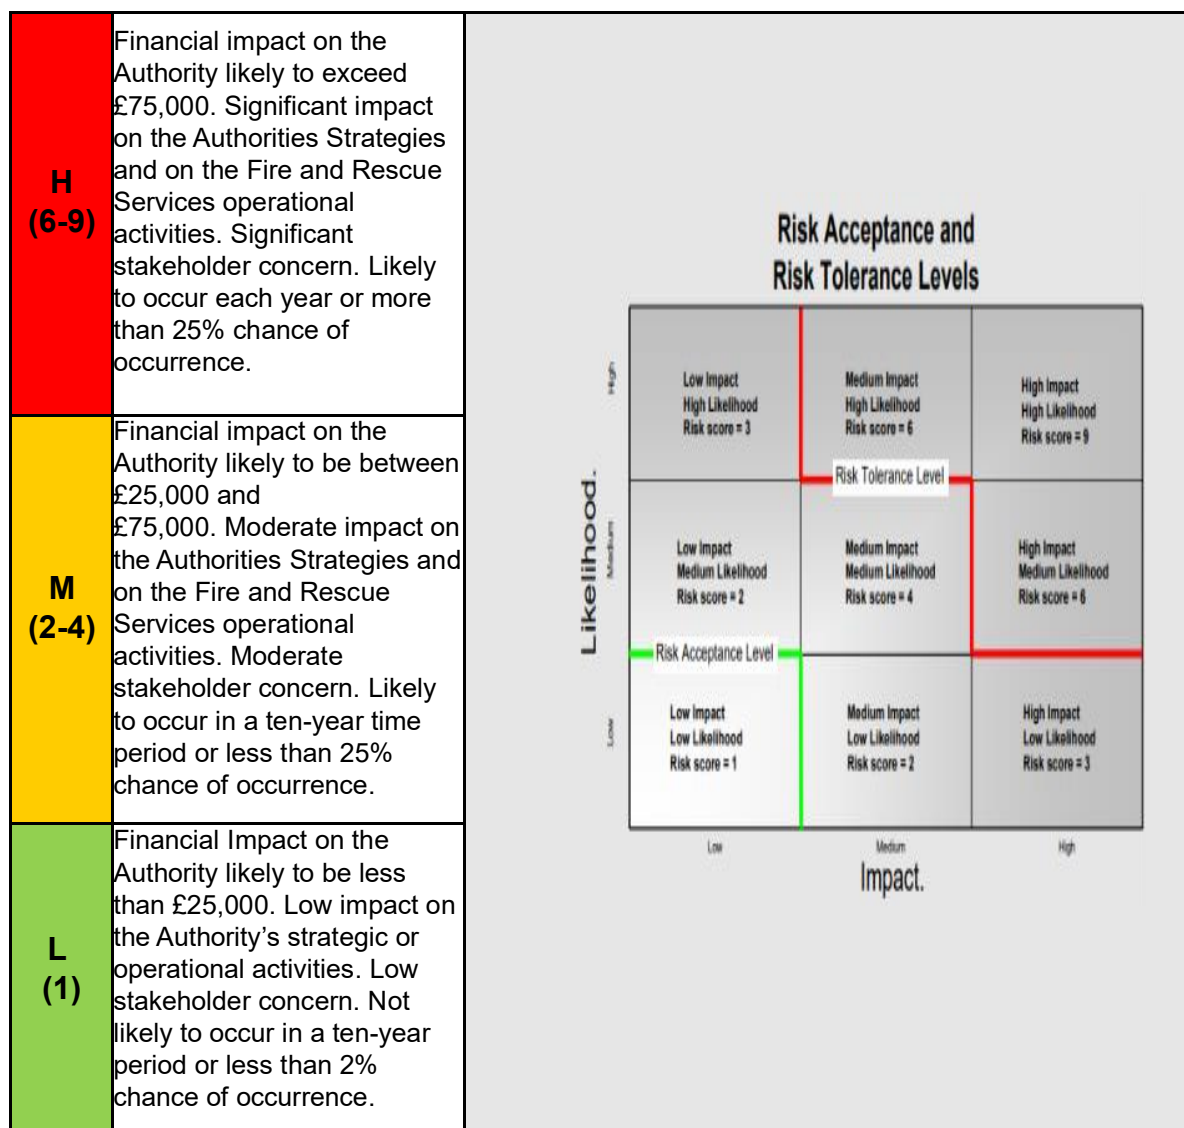 H
(6-9)
Financial impact on the
Authority likely to exceed
£75,000. Significant impact
on the Authorities Strategies
and on the Fire and Rescue
Services operational
activities. Significant
stakeholder concern. Likely
to occur each year or more
than 25% chance of
occurrence.
M
(2-4)
Financial impact on the
Authority likely to be between
£25,000 and
£75,000. Moderate impact on
the Authorities Strategies and
on the Fire and Rescue
Services operational
activities. Moderate
stakeholder concern. Likely
to occur in a ten-year time
period or less than 25%
chance of occurrence.
L
(1)
Financial Impact on the
Authority likely to be less
than £25,000. Low impact on
the Authority’s strategic or
operational activities. Low
stakeholder concern. Not
likely to occur in a ten-year
period or less than 2%
chance of occurrence.
Risk Acceptance and
Risk Tolerance Levels
Likelihood.
High
Low Impact
High Likelihood
Risk score = 3
Medium Impact
High Likelihood
Risk score = 6
High Impact
High Likelihood
Risk score = 9
Risk Tolerance Level
Medium
Low Impact
Medium Likelihood
Risk score = 2
Medium Impact
Medium Likelihood
Risk score = 4
High Impact
Medium Likelihood
Risk score = 6
Risk Acceptance Level
Low
Low Impact
Low Likelihood
Risk score = 1
Medium Impact
Low Likelihood
Risk score = 2
High Impact
Low Likelihood
Risk score = 3
Low
Medium
High
Impact.